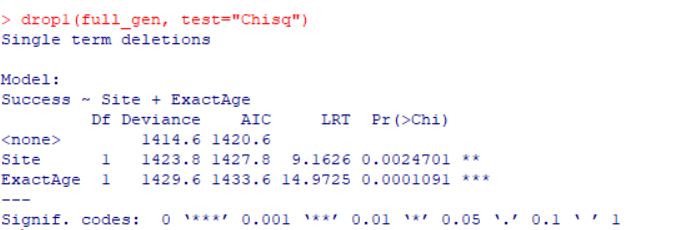 > drop1(full_gen, test="Chisq")
Single term deletions
Model:
Success ~ Site + ExactAge
Df Deviance AIC LRT Pr(>Chi)
<none> 1414.6 1420.6
Site 1 1423.8 1427.8 9.1626 0.0024701 **
ExactAge 1 1429.6 1433.6 14.9725 0.0001091 ***
---
Signif. codes: 0 ‘***’ 0.001 ‘**’ 0.01 ‘*’ 0.05 ‘.’ 0.1 ‘ ’ 1